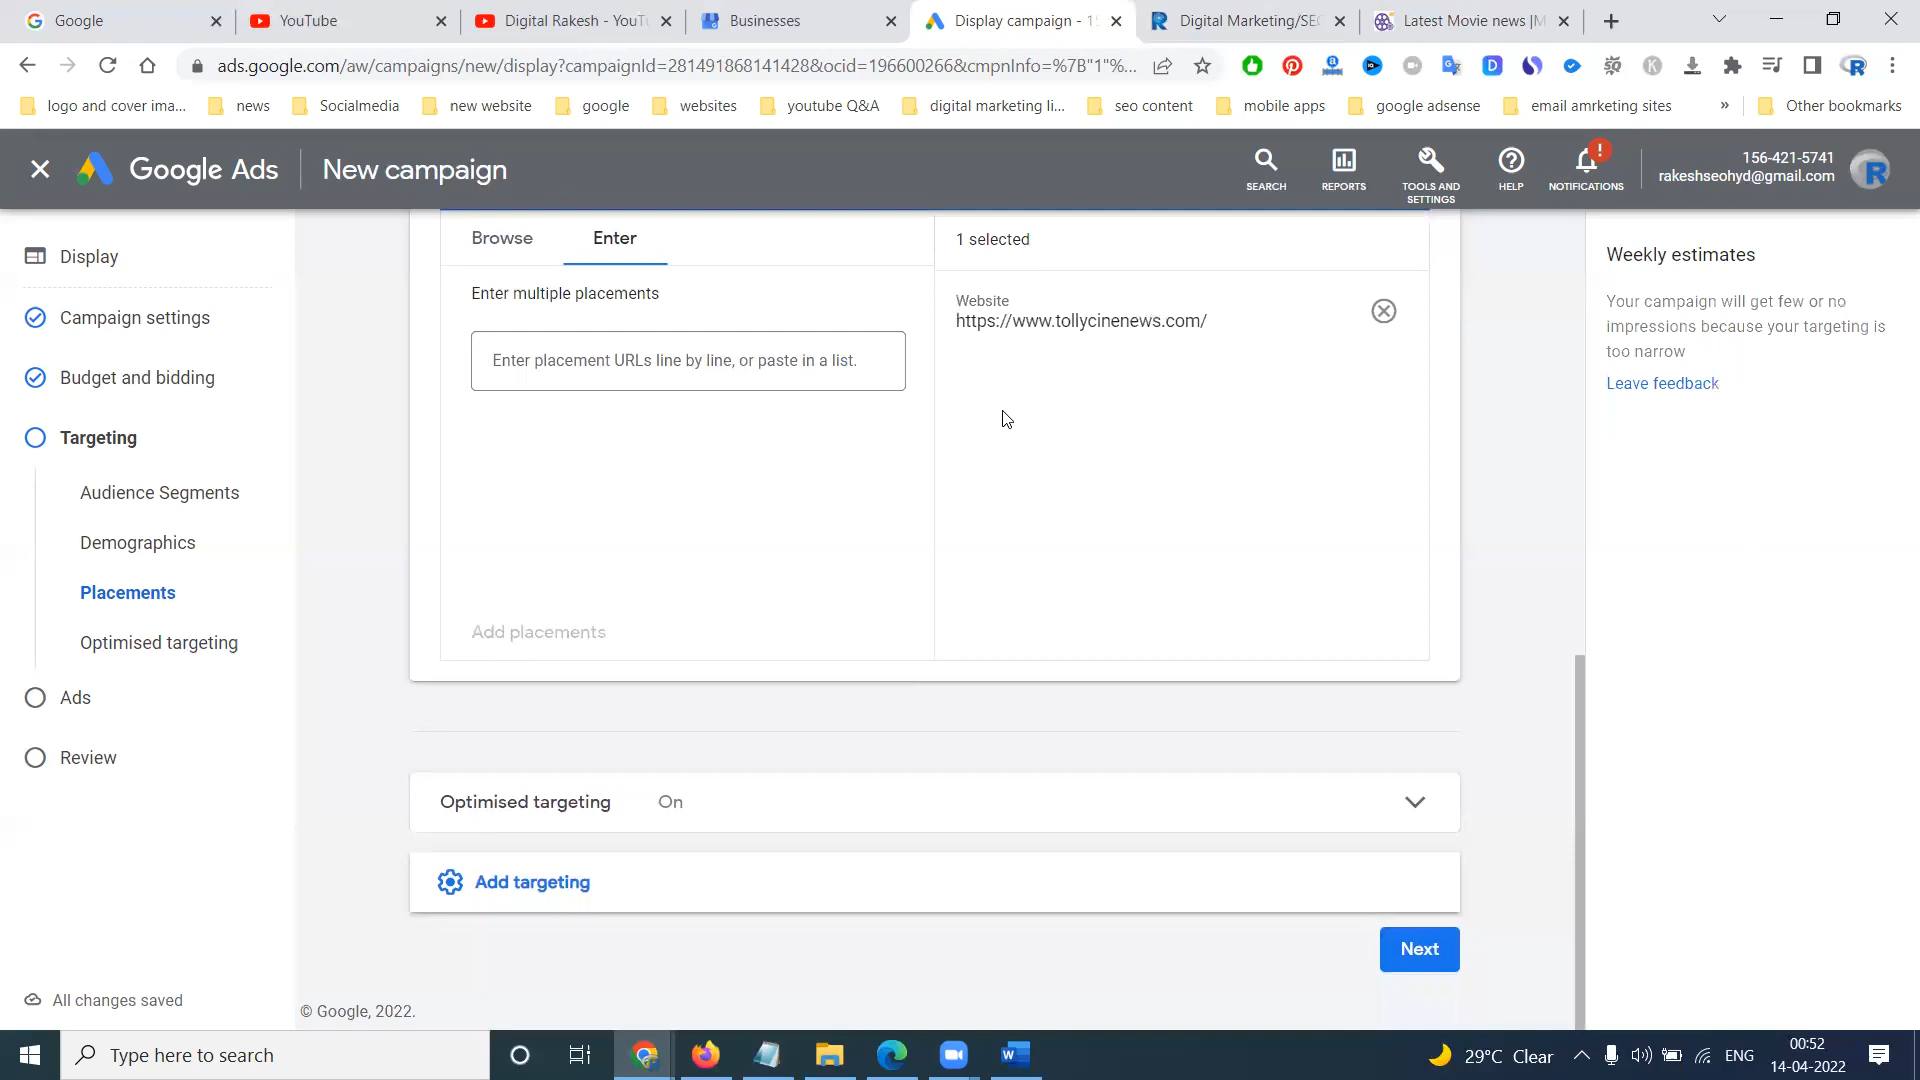 Google
YouTube
Digital Rakesh - YouTu
Businesses
Display campaign - 15
Digital Marketing/SEO
Latest Movie news |M
ads.google.com/aw/campaigns/new/display?campaignId=281491868141428&ocid=196600266&cmpnInfo=%7B"1"%...
logo and cover ima...
news
Socialmedia
new website
google
websites
youtube Q&A
digital marketing li...
seo content
mobile apps
google adsense
email amrketing sites
»
Other bookmarks
Google Ads
New campaign
SEARCH
REPORTS
TOOLS AND
SETTINGS
HELP
!
NOTIFICATIONS
156-421-5741
rakeshseohyd@gmail.com
Display
Campaign settings
Budget and bidding
Targeting
Audience Segments
Demographics
Placements
Optimised targeting
Ads
Review
All changes saved
Browse
Enter
1 selected
Enter multiple placements
Enter placement URLs line by line, or paste in a list.
Add placements
Website
https://www.tollycinenews.com/
Optimised targeting
On
Add targeting
Next
© Google, 2022.
Weekly estimates
Your campaign will get few or no
impressions because your targeting is
too narrow
Leave feedback
Type here to search
29°C Clear
ENG
00:52
14-04-2022